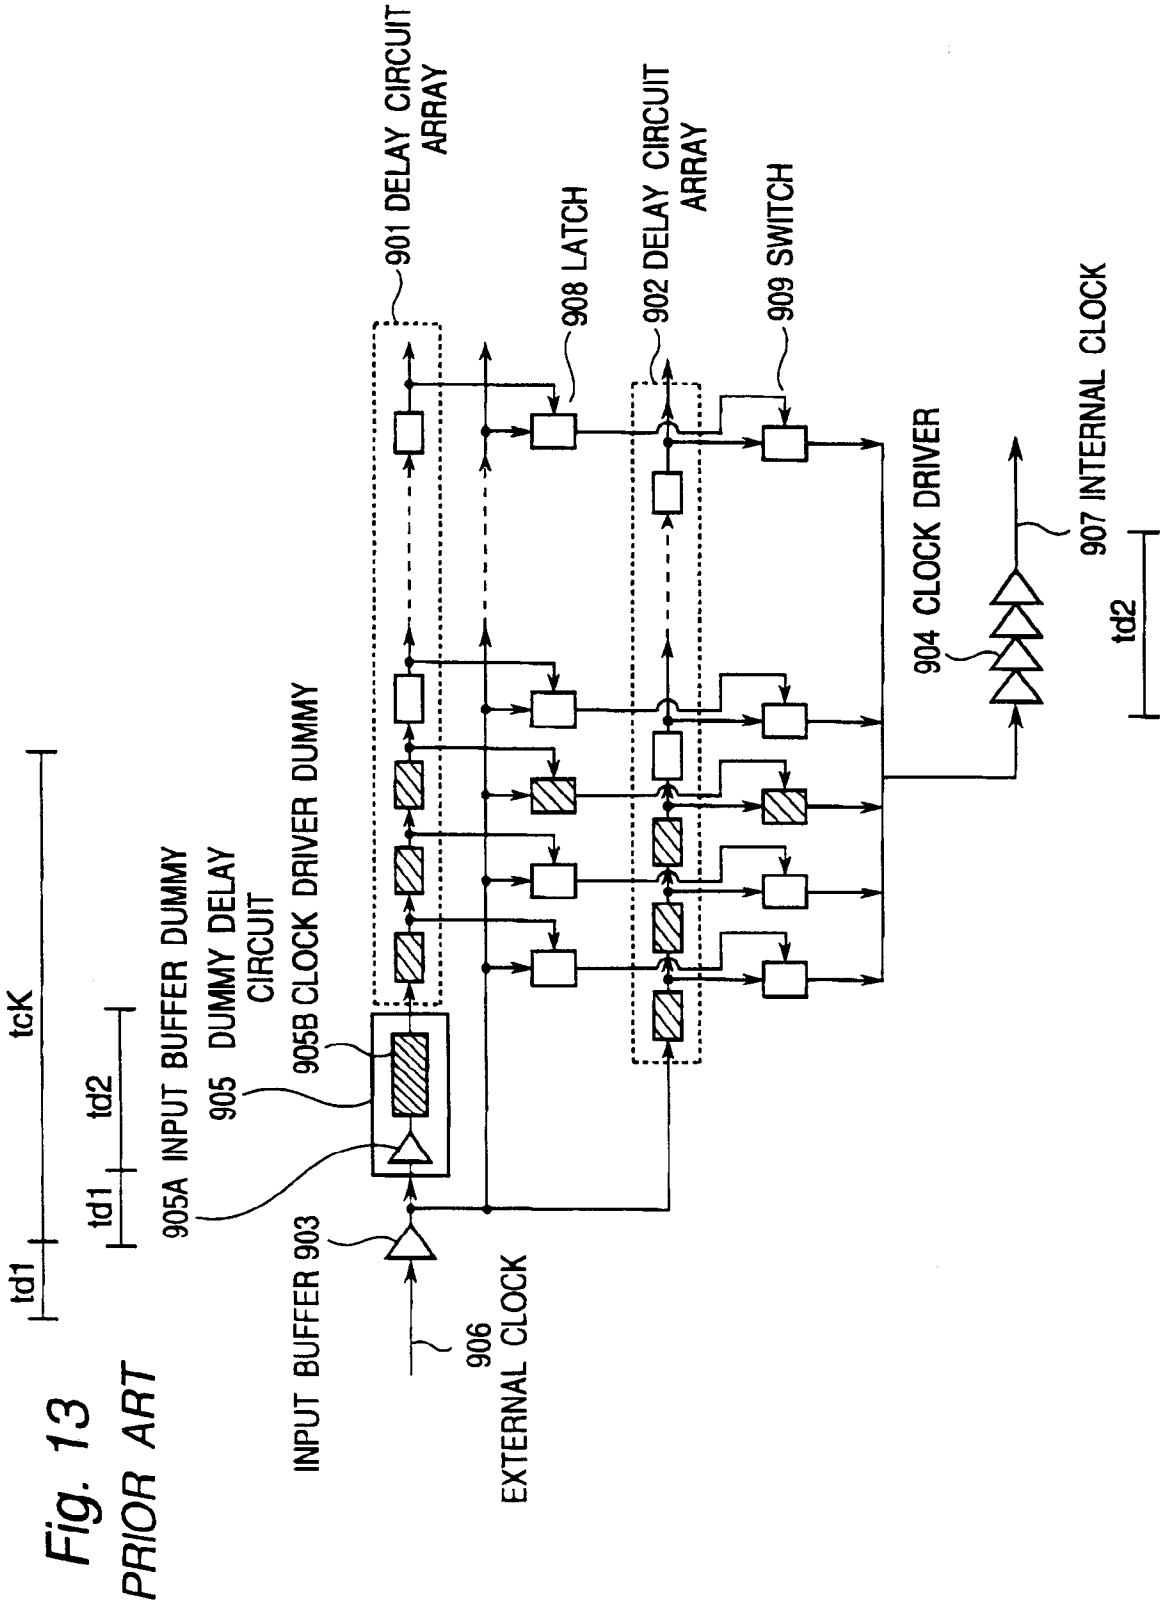 Fig. 13
PRIOR ART
td1
tcK
td1
td2
905A INPUT BUFFER DUMMY
905 DUMMY DELAY
CIRCUIT
905B CLOCK DRIVER DUMMY
INPUT BUFFER 903
906
EXTERNAL CLOCK
901 DELAY CIRCUIT
ARRAY
908 LATCH
902 DELAY CIRCUIT
ARRAY
909 SWITCH
904 CLOCK DRIVER
907 INTERNAL CLOCK
td2